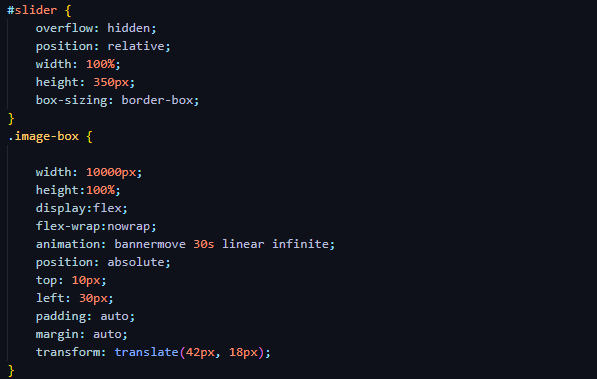 #slider {
    overflow: hidden;
    position: relative;
    width: 100%;
    height: 350px;
    box-sizing: border-box;
}
.image-box {

    width: 10000px;
    height:100%;
    display:flex;
    flex-wrap:nowrap;
    animation: bannermove 30s linear infinite;
    position: absolute;
    top: 10px;
    left: 30px;
    padding: auto;
    margin: auto;
    transform: translate(42px, 18px);
}